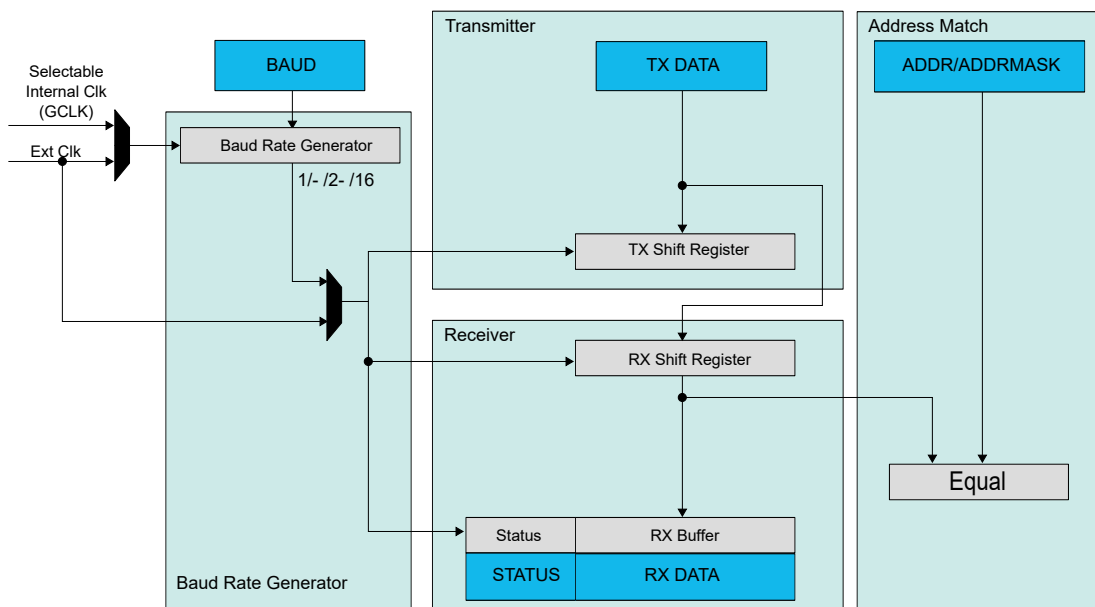 Transmitter
Address Match
BAUD
TX DATA
ADDR/ADDRMASK
Selectable
Internal Clk
(GCLK)
Baud Rate Generator
Ext Clk
1/- /2- /16
TX Shift Register
Receiver
RX Shift Register
Equal
Status
RX Buffer
STATUS
RX DATA
Baud Rate Generator